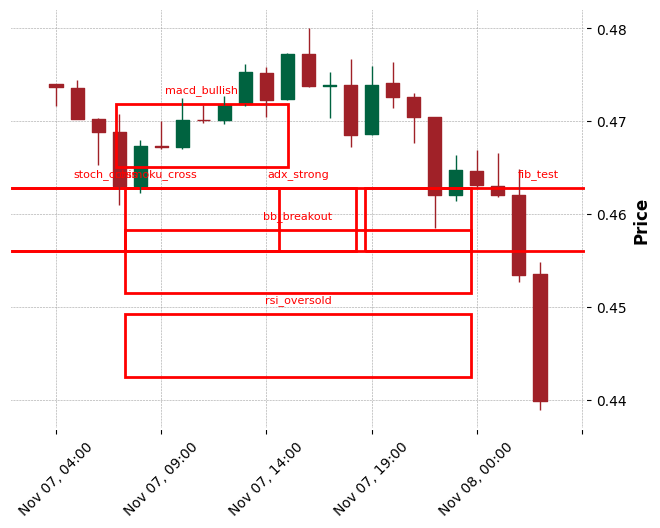 0.48
macd_bullish
0.47
adx_strong
fib_test
0.46
bb_breakout
Price
0.45
rsi_oversold
0.44
Nov 07, 04:00
Nov 07, 09:00
Nov 07, 14:00
Nov 07, 19:00
Nov 08, 00:00